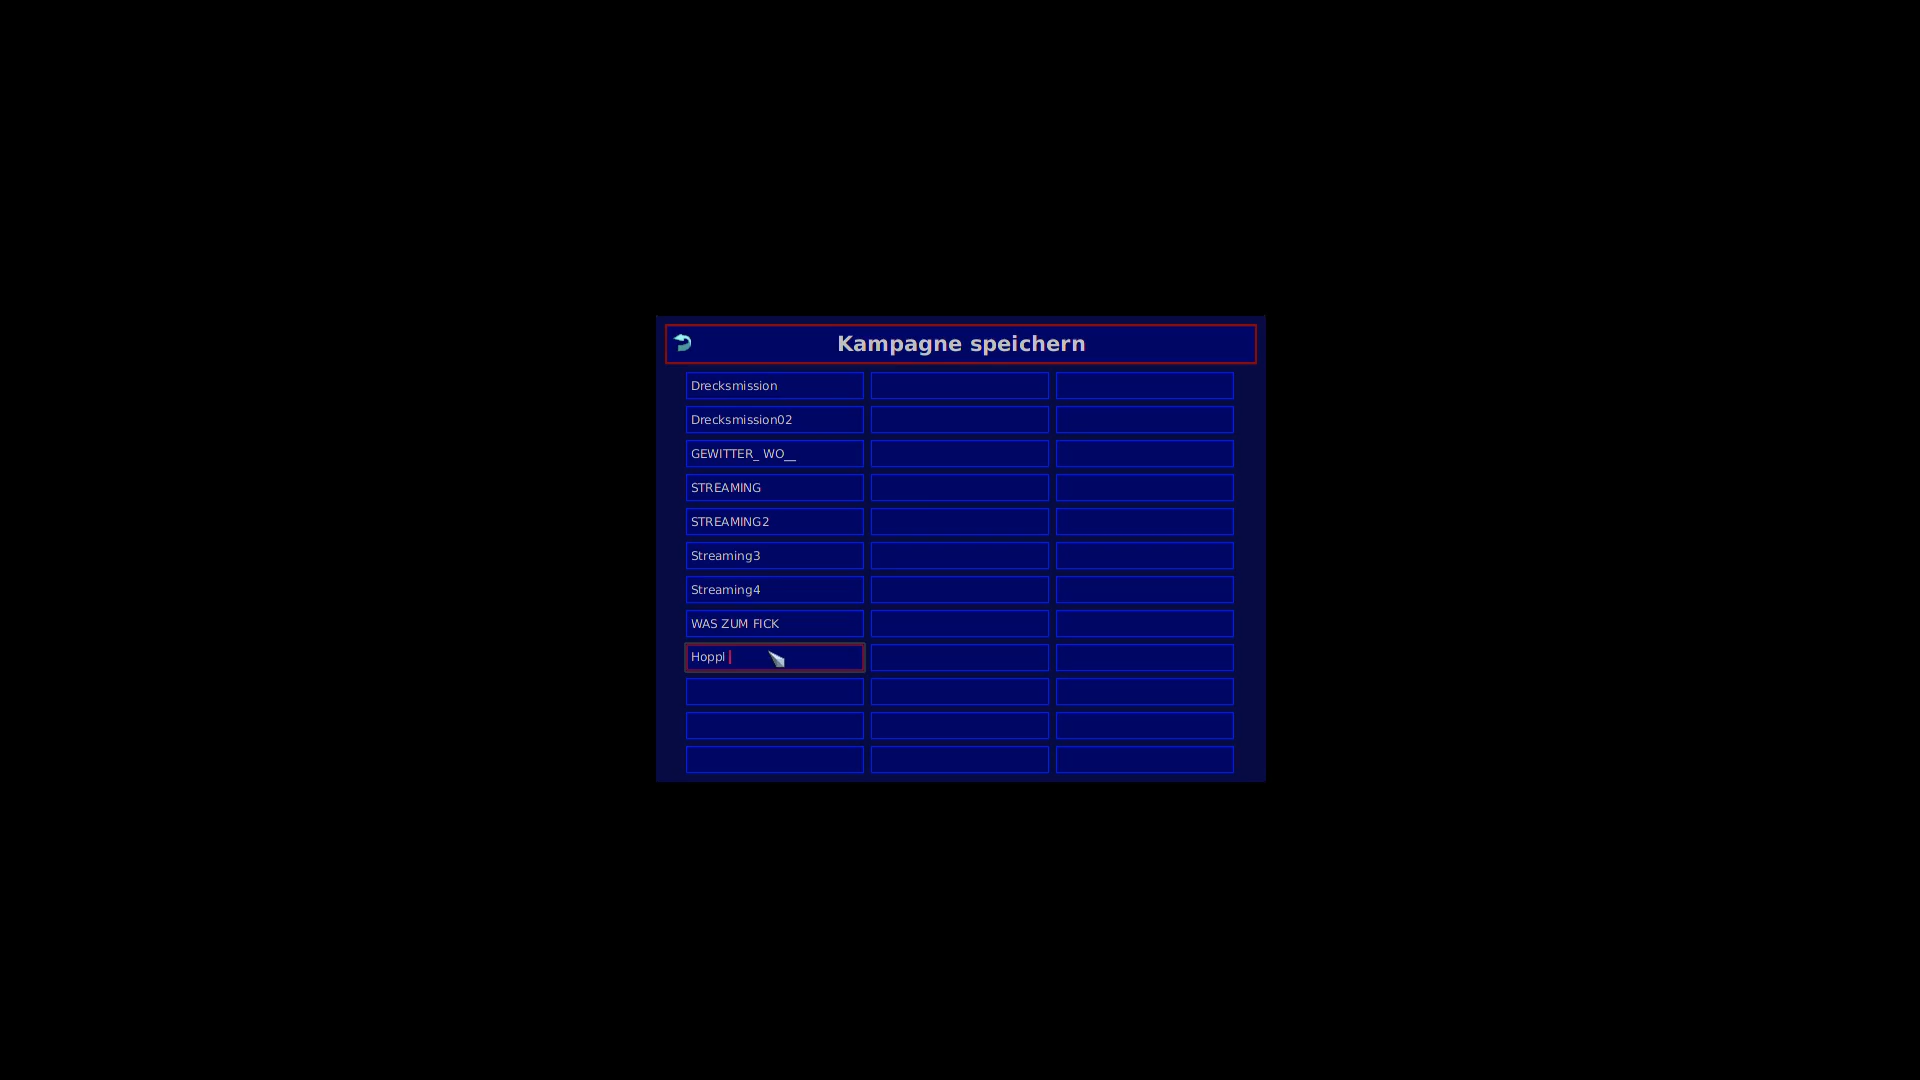 Kampagne speichern
Drecksmission
Drecksmission02
GEWITTER_ WO__
STREAMING
STREAMING2
Streaming3
Streaming4
WAS ZUM FICK
Hoppl